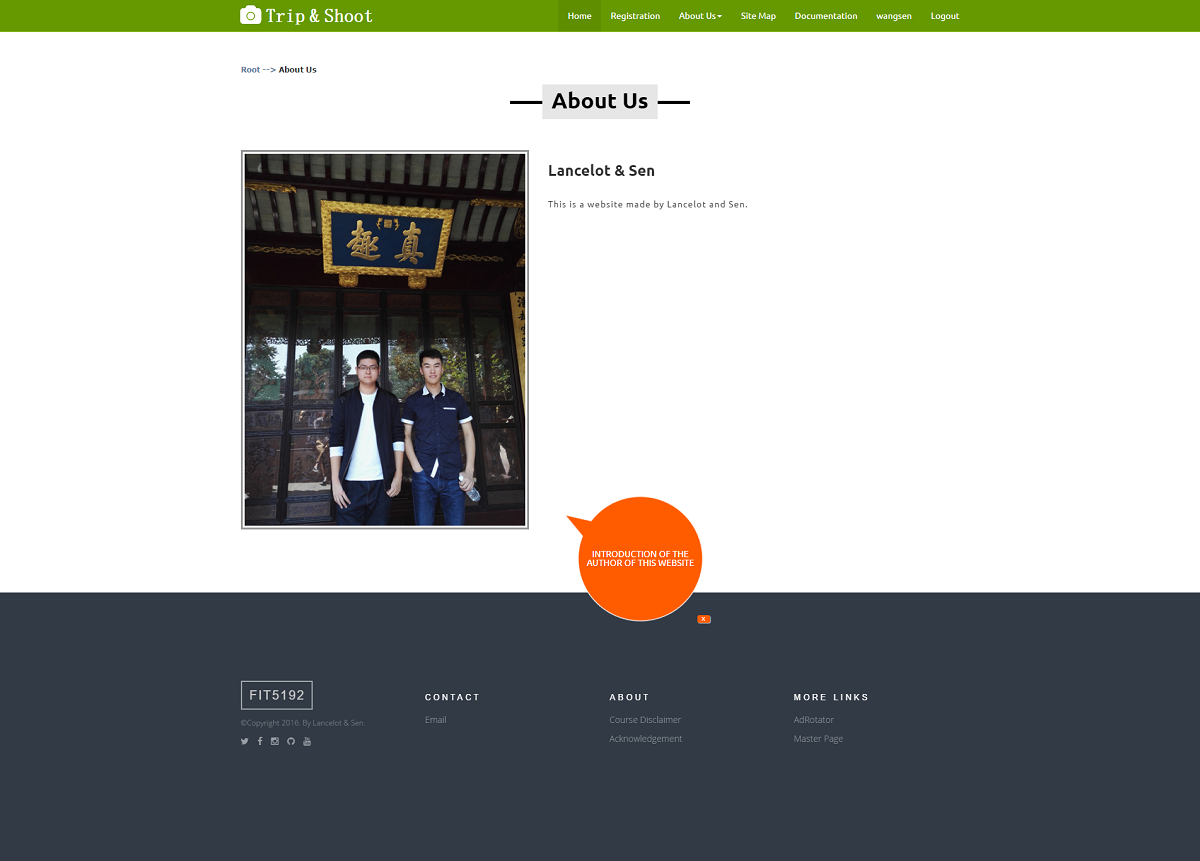 Trip & Shoot
Home Registration About Us Site Map Documentation wangsen Logout
Root --> About Us
About Us
Lancelot & Sen
This is a website made by Lancelot and Sen.
趣真
INTRODUCTION OF THE
AUTHOR OF THIS WEBSITE
x
FIT5192
©Copyright 2016. By Lancelot & Sen.
CONTACT
Email
ABOUT
Course Disclaimer
Acknowledgement
MORE LINKS
AdRotator
Master Page